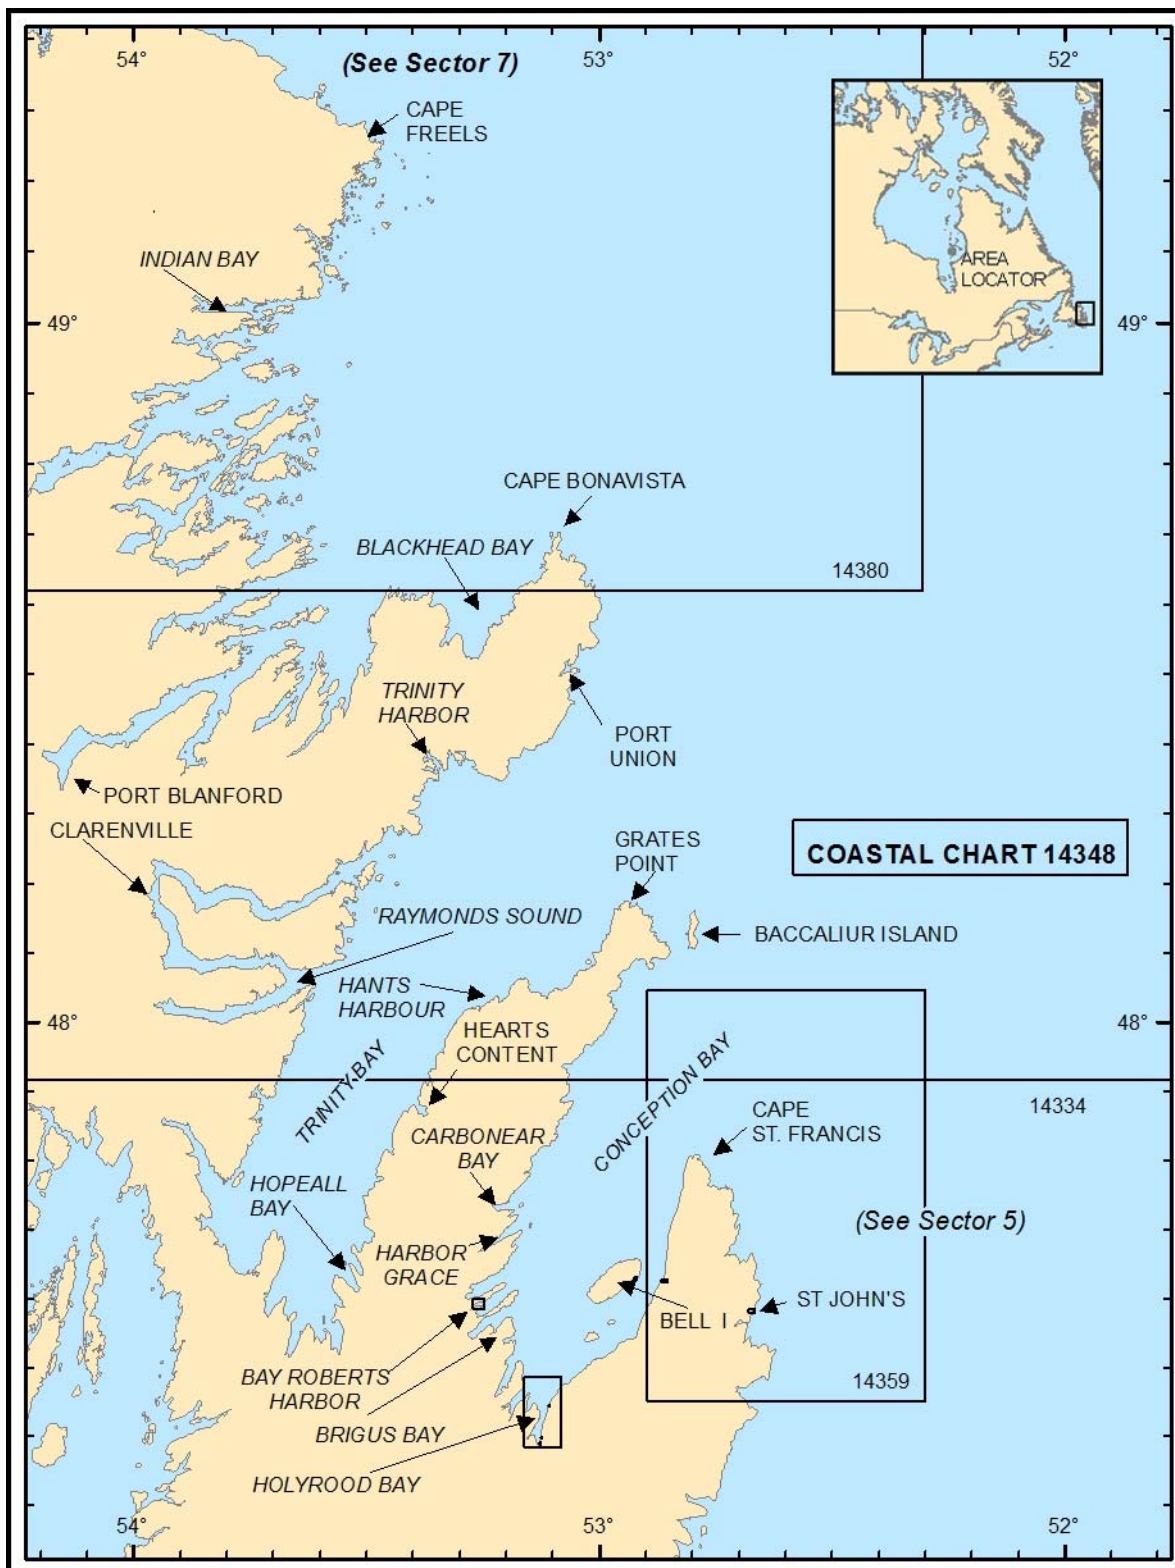 54°
53°
52°
(See Sector 7)
CAPE
FREELS
AREA
LOCATOR
INDIAN BAY
49°
49°
CAPE BONAVISTA
BLACKHEAD BAY
14380
TRINITY
HARBOR
PORT
UNION
PORT BLANFORD
CLARENVILLE
GRATES
POINT
COASTAL CHART 14348
RAYMONDS SOUND
BACCALIUR ISLAND
HANTS
HARBOUR
48°
48°
HEARTS
CONTENT
TRINITY BAY
CONCEPTION BAY
14334
CAPE
ST. FRANCIS
CARBONEAR
BAY
HOPEALL
BAY
(See Sector 5)
HARBOR
GRACE
BELL I
ST JOHN'S
BAY ROBERTS
HARBOR
14359
BRIGUS BAY
HOLYROOD BAY
54°
53°
52°